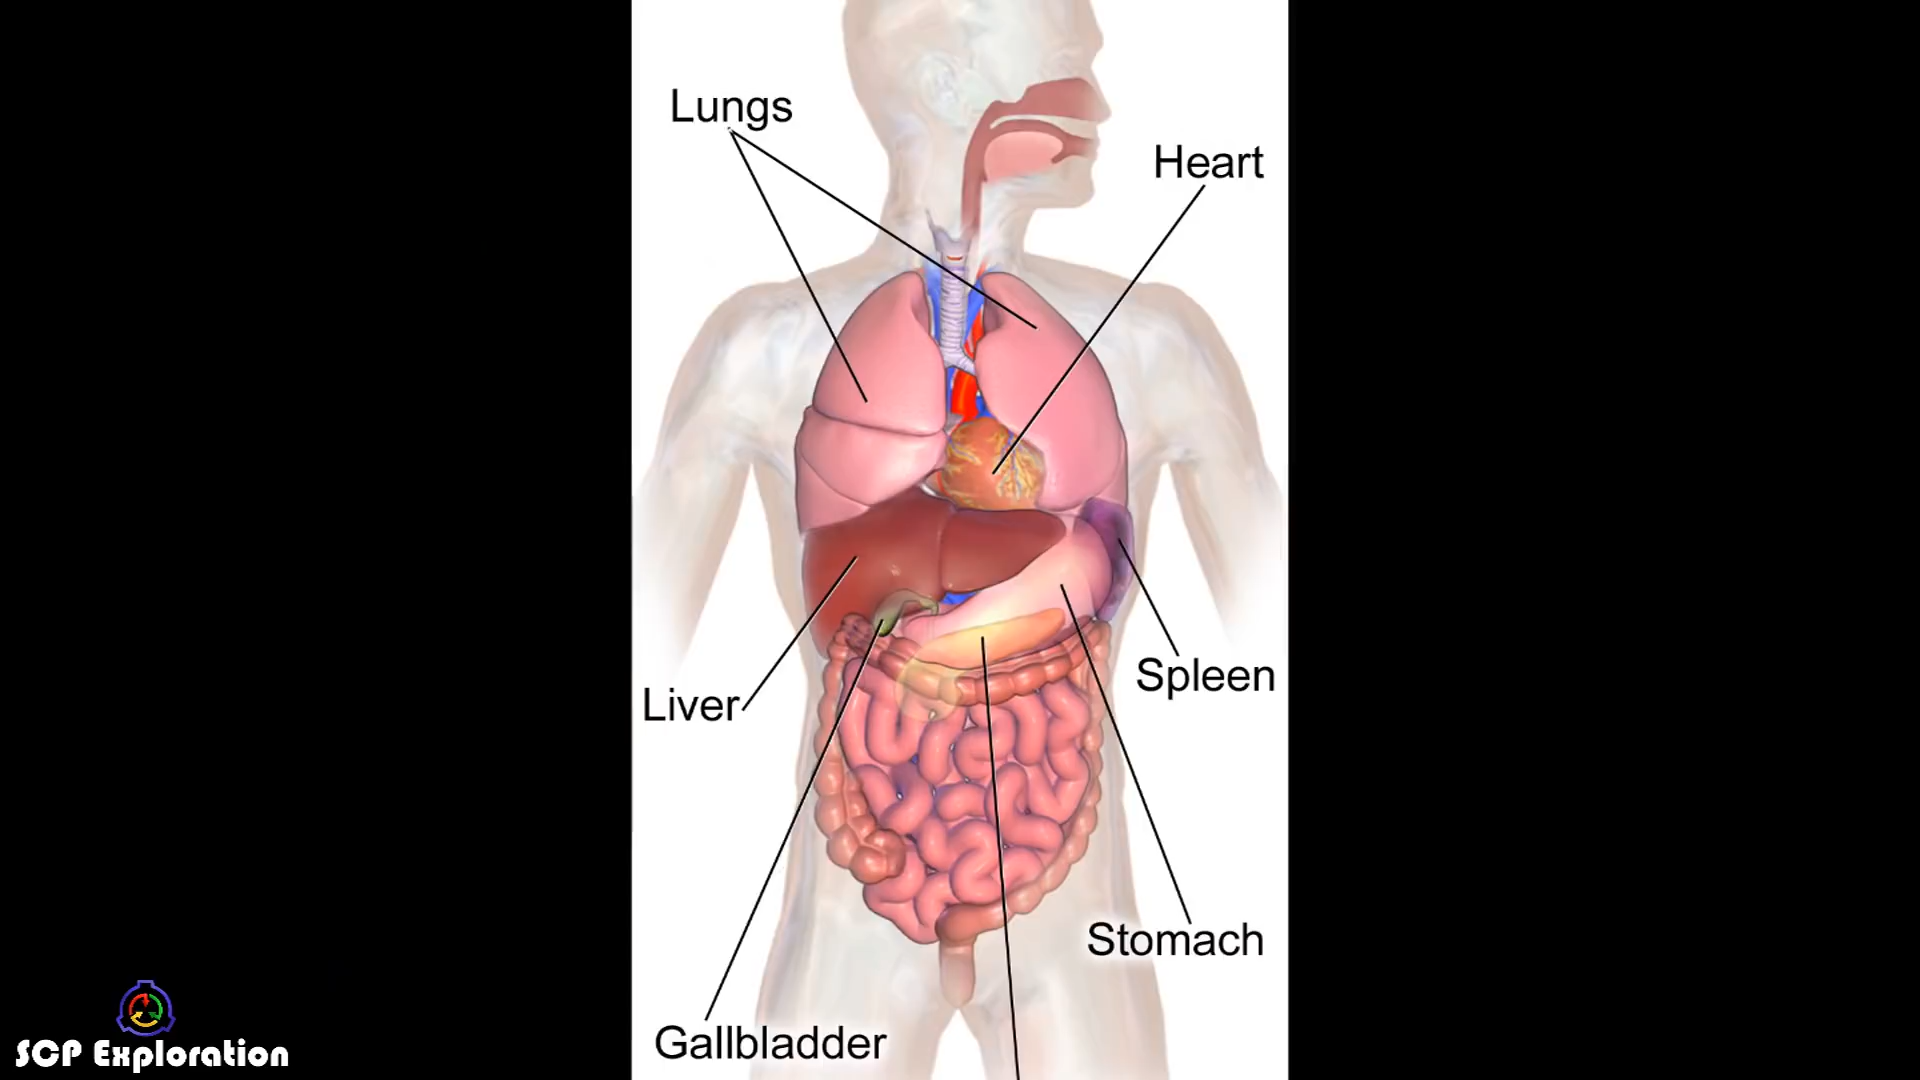 Lungs
Heart
Spleen
Liver
Stomach
Gallbladder
SCP Exploration